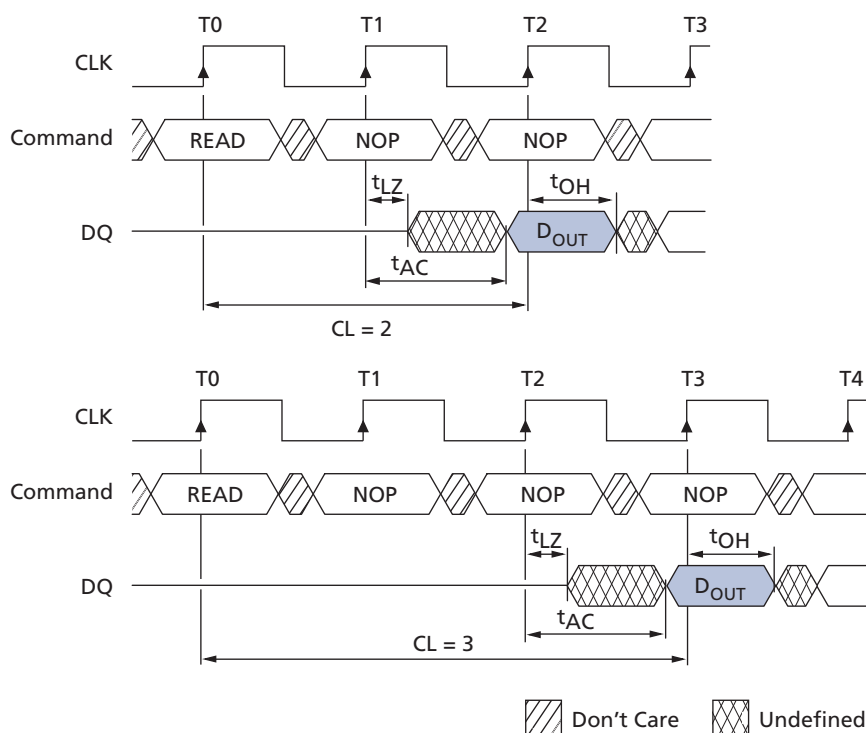 T0 T1 T2 T3
CLK
Command READ NOP NOP
tLZ tOH
DQ DOUT
tAC
CL = 2
T0 T1 T2 T3 T4
CLK
Command READ NOP NOP NOP
tLZ tOH
DQ DOUT
tAC
CL = 3
Don't Care Undefined